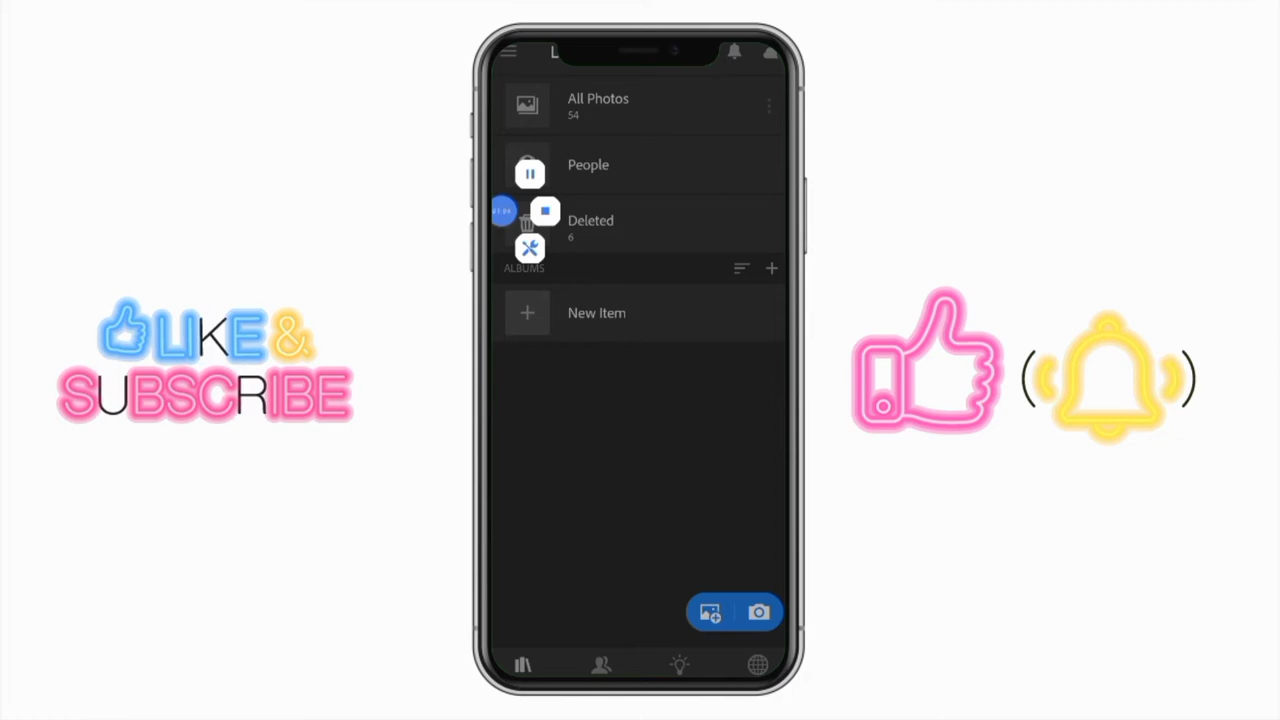 All Photos
54
People
Deleted
6
ALBUMS
New Item
LIKE &
SUBSCRIBE